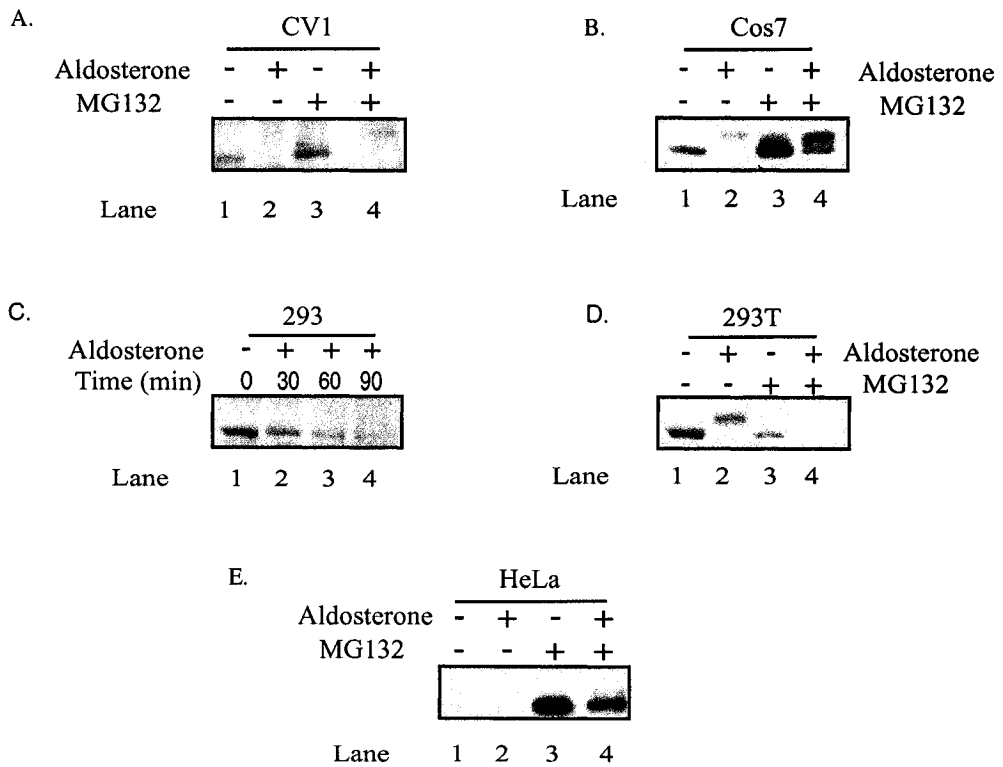 A.
CV1
Aldosterone - + - +
MG132 - - + +
Lane 1 2 3 4
B.
Cos7
- + - + Aldosterone
- - + + MG132
Lane 1 2 3 4
C.
293
Aldosterone - + + +
Time (min) 0 30 60 90
Lane 1 2 3 4
D.
293T
- + - + Aldosterone
- - + + MG132
Lane 1 2 3 4
E.
HeLa
Aldosterone - + - +
MG132 - - + +
Lane 1 2 3 4